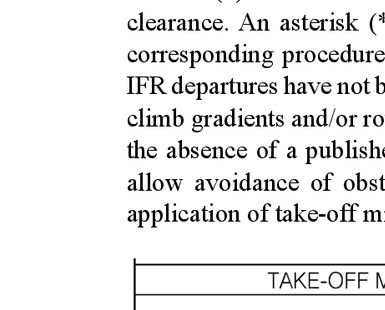 clearance. An asterisk (*
corresponding procedure
IFR departures have not b
climb gradients and/or ro
the absence of a publishe
allow avoidance of obst
application of take-off mi
TAKE-OFF M